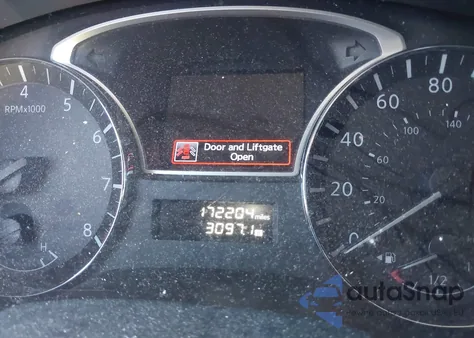 4 5 6 7 8
RPMx1000
H
Door and Liftgate
Open
172204 miles
3097.1
0 20 40 60 80
100 140
1/2
autoSnap